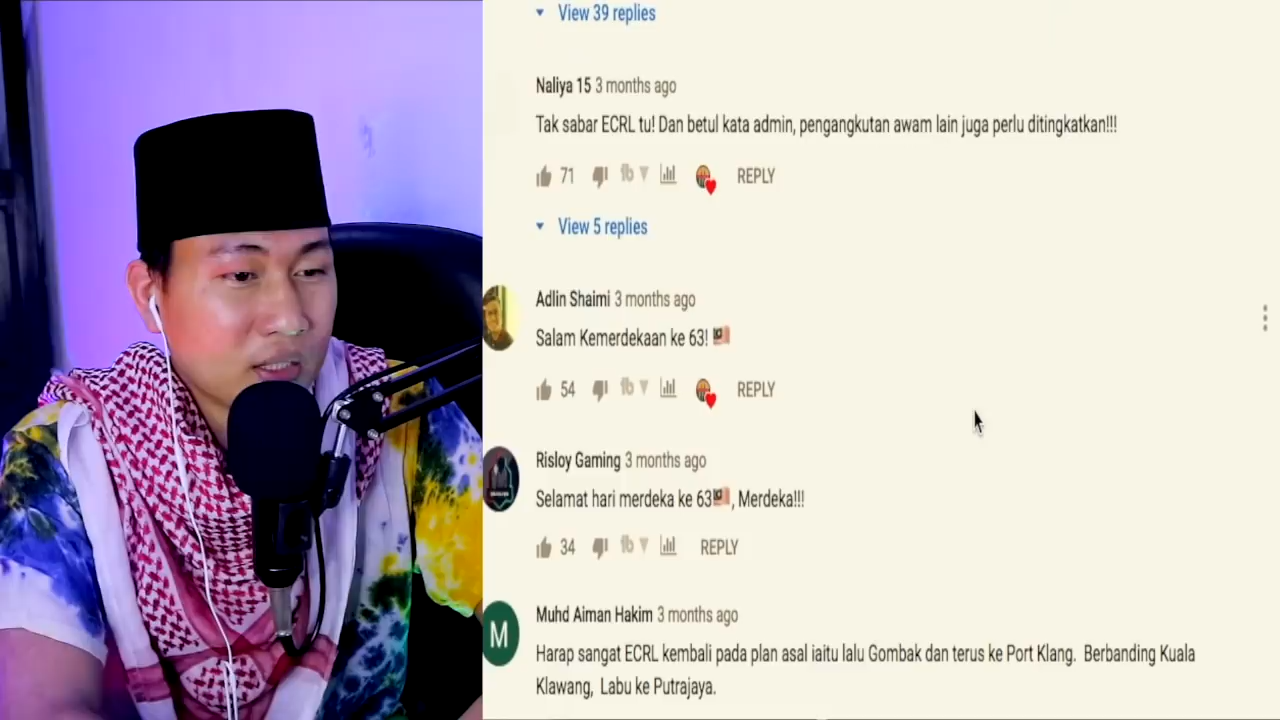 View 39 replies
Naliya 15 3 months ago
Tak sabar ECRL tu! Dan betul kata admin, pengangkutan awam lain juga perlu ditingkatkan!!!
71 REPLY
View 5 replies
Adlin Shaimi 3 months ago
Salam Kemerdekaan ke 63!
54 REPLY
Risloy Gaming 3 months ago
Selamat hari merdeka ke 63, Merdeka!!!
34 REPLY
M Muhd Aiman Hakim 3 months ago
Harap sangat ECRL kembali pada plan asal iaitu lalu Gombak dan terus ke Port Klang. Berbanding Kuala
Klawang, Labu ke Putrajaya.